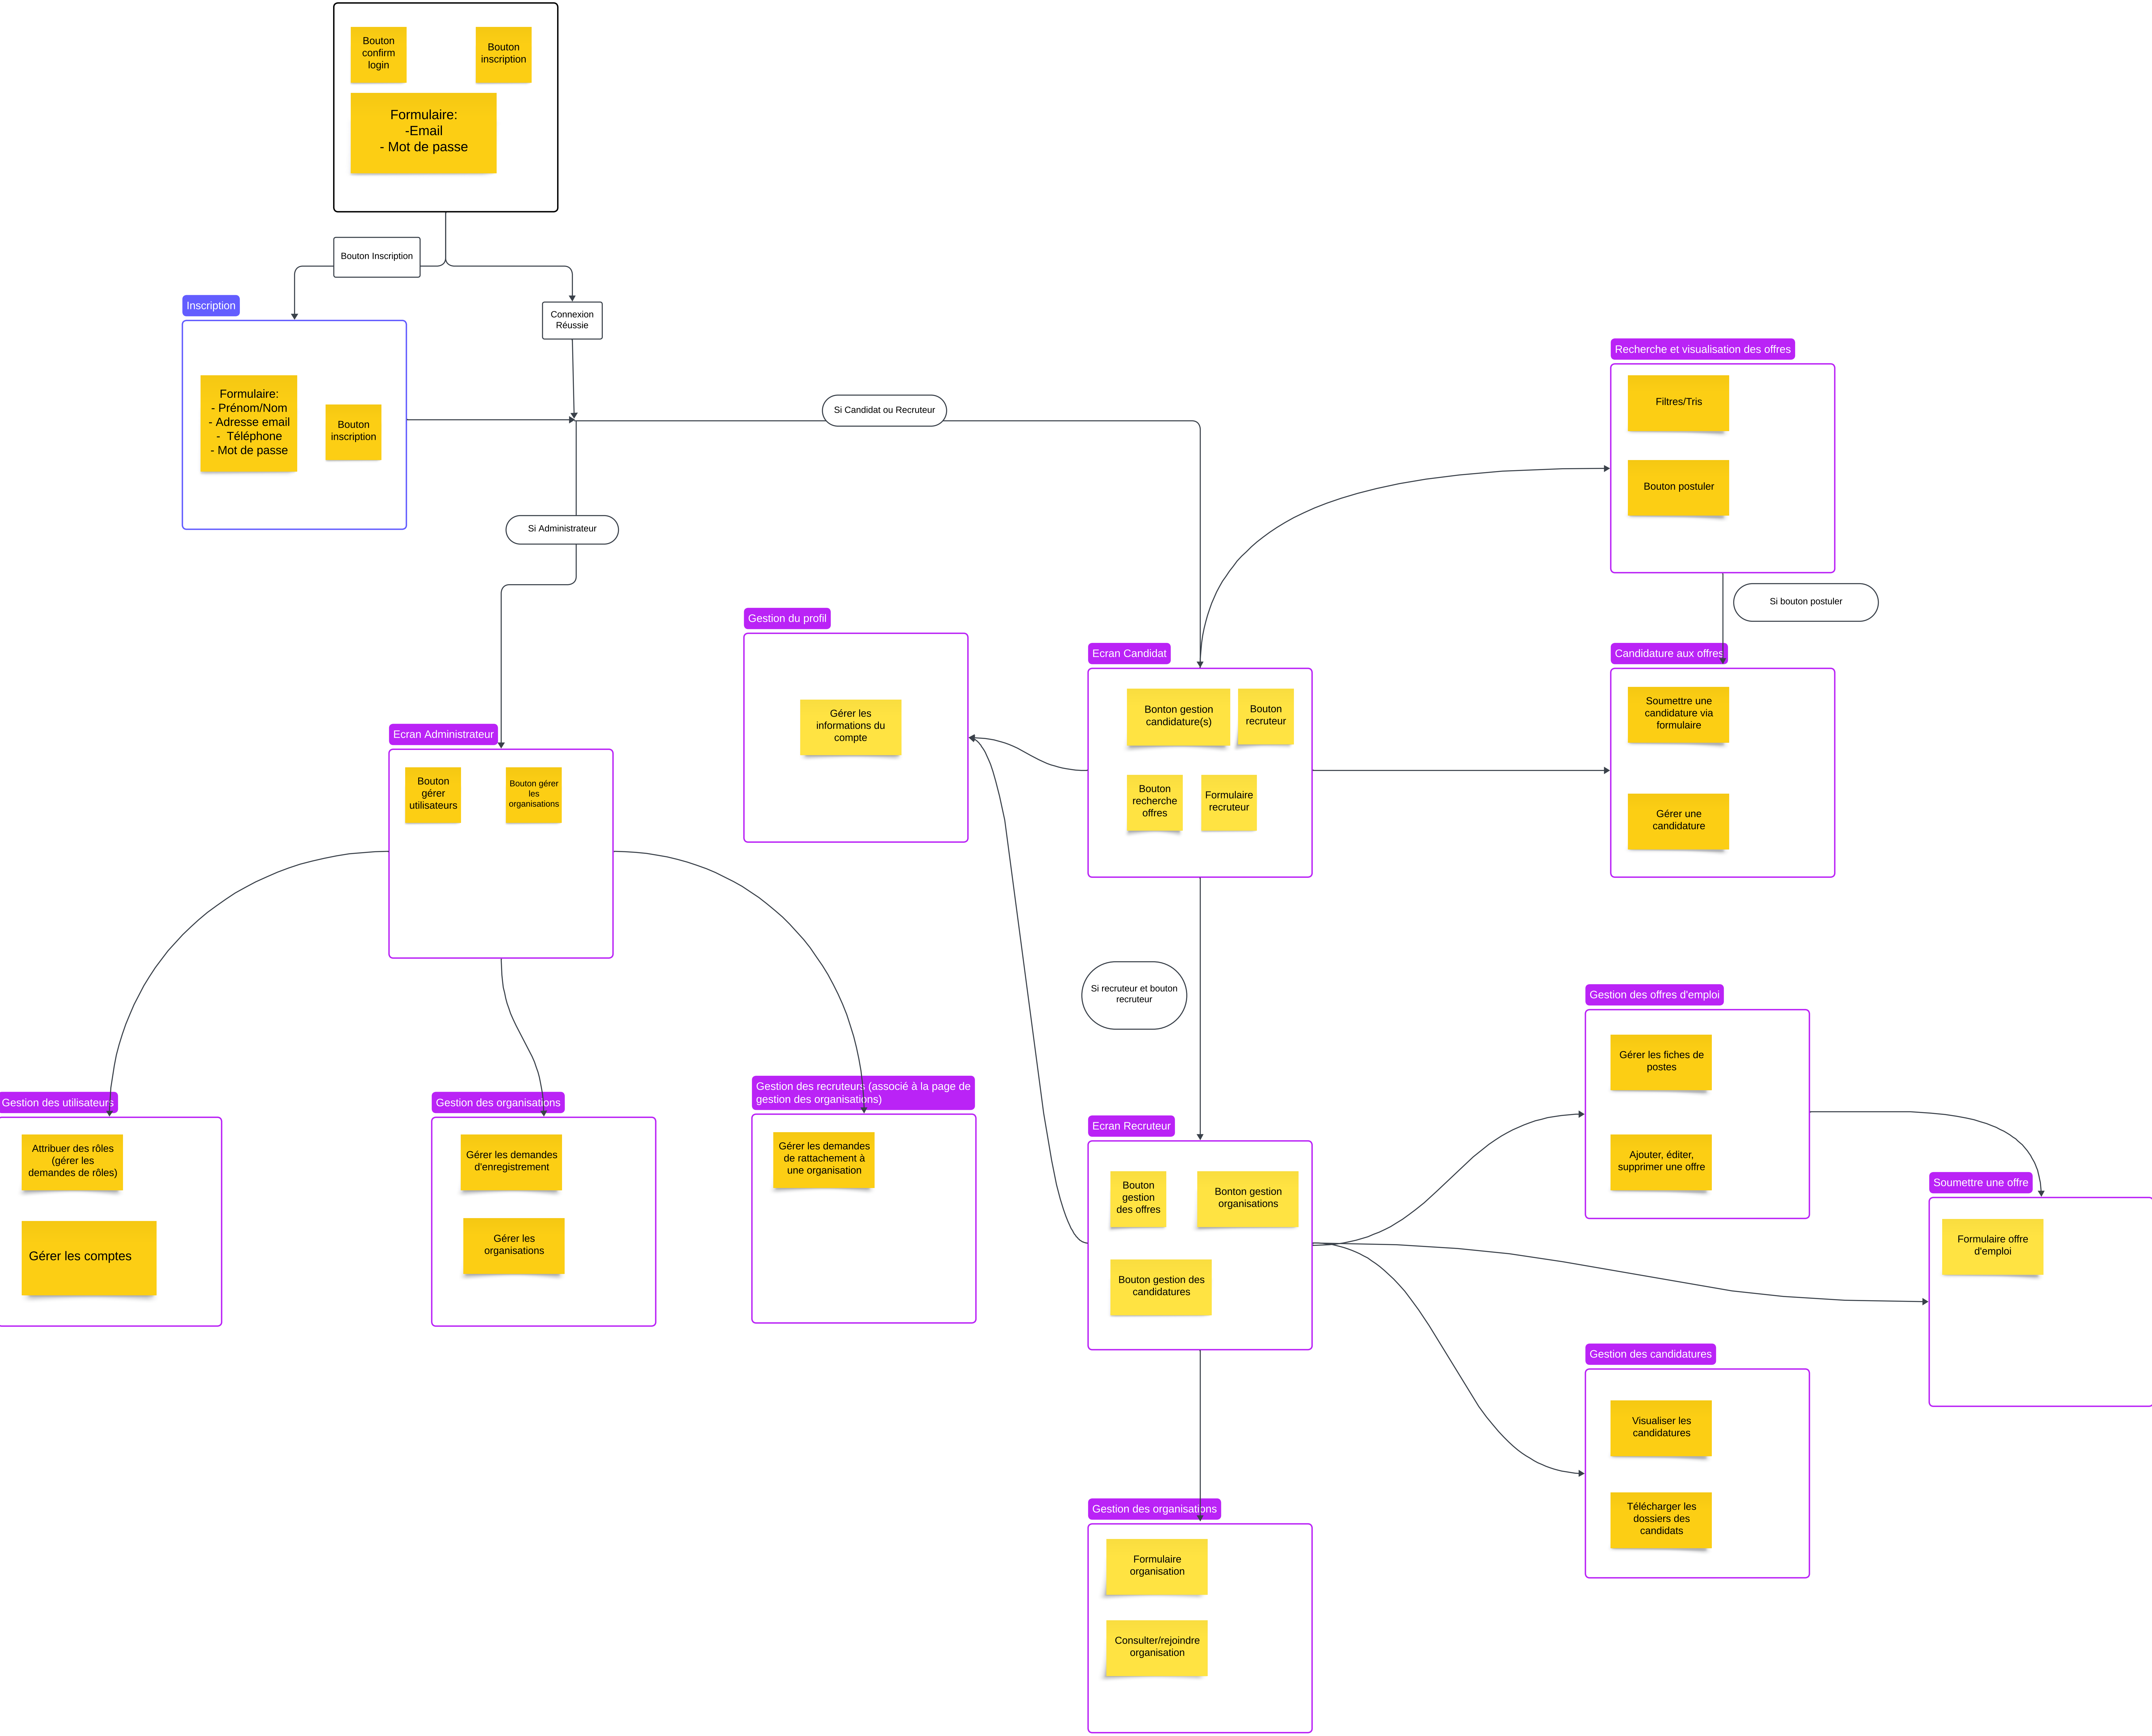 Bouton
confirm
login
Bouton
inscription
Formulaire:
-Email
- Mot de passe
Bouton Inscription
Inscription
Connexion
Réussie
Formulaire:
- Prénom/Nom
- Adresse email
- Téléphone
- Mot de passe
Bouton
inscription
Si Candidat ou Recruteur
Si Administrateur
Recherche et visualisation des offres
Filtres/Tris
Bouton postuler
Si bouton postuler
Gestion du profil
Gérer les
informations du
compte
Ecran Candidat
Bonton gestion
candidature(s)
Bouton
recruteur
Bouton
recherche
offres
Formulaire
recruteur
Candidature aux offres
Soumettre une
candidature via
formulaire
Gérer une
candidature
Ecran Administrateur
Bouton
gérer
utilisateurs
Bouton gérer
les
organisations
Si recruteur et bouton
recruteur
Gestion des utilisateurs
Attribuer des rôles
(gérer les
demandes de rôles)
Gérer les comptes
Gestion des organisations
Gérer les demandes
d'enregistrement
Gérer les
organisations
Gestion des recruteurs (associé à la page de
gestion des organisations)
Gérer les demandes
de rattachement à
une organisation
Ecran Recruteur
Bouton
gestion
des offres
Bonton gestion
organisations
Bouton gestion des
candidatures
Gestion des offres d'emploi
Gérer les fiches de
postes
Ajouter, éditer,
supprimer une offre
Soumettre une offre
Formulaire offre
d'emploi
Gestion des candidatures
Visualiser les
candidatures
Télécharger les
dossiers des
candidats
Gestion des organisations
Formulaire
organisation
Consulter/rejoindre
organisation